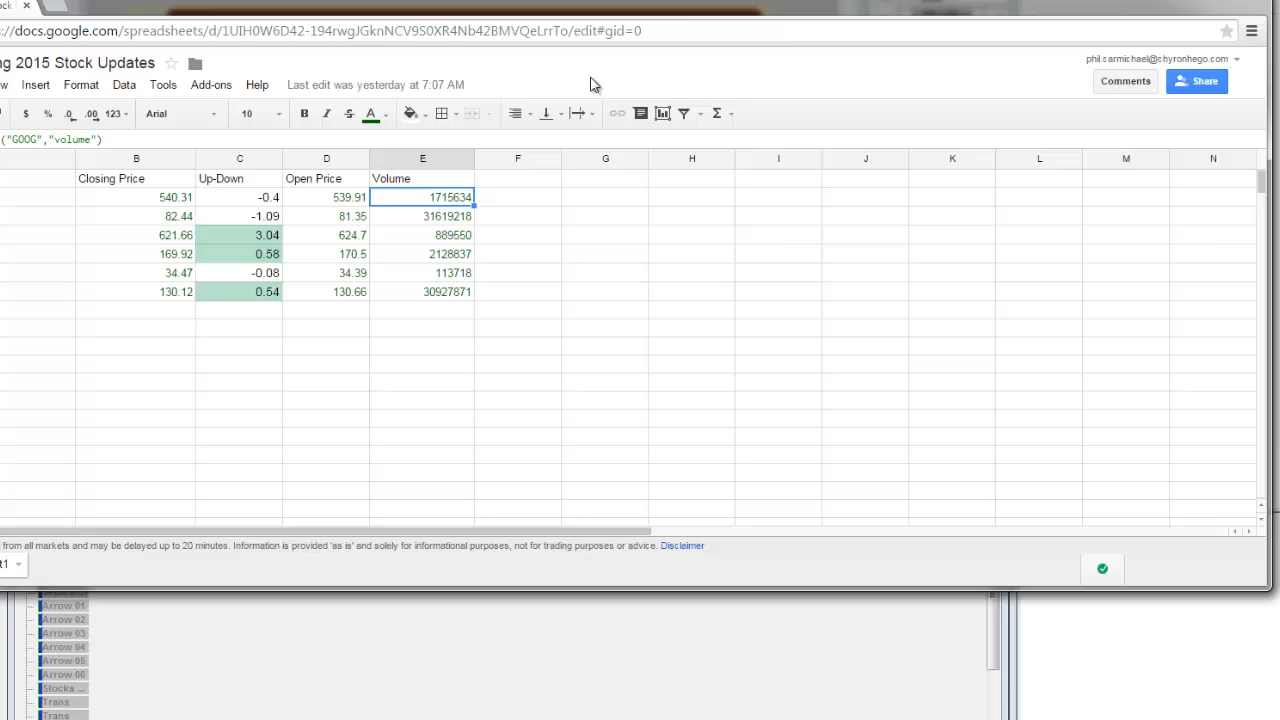 ock ×
://docs.google.com/spreadsheets/d/1UIH0W6D42-194rwgJGknNCV9S0XR4Nb42BMVQeLrrTo/edit#gid=0
ng 2015 Stock Updates
phil.carmichael@chyronhego.com
w Insert Format Data Tools Add-ons Help Last edit was yesterday at 7:07 AM
Comments Share
$ % .0 .00 123 Arial 10 B I S A Σ
("GOOG","volume")
B C D E F G H I J K L M N
Closing Price Up-Down Open Price Volume
540.31 -0.4 539.91 1715634
82.44 -1.09 81.35 31619218
621.66 3.04 624.7 889550
169.92 0.58 170.5 2128837
34.47 -0.08 34.39 113718
130.12 0.54 130.66 30927871
from all markets and may be delayed up to 20 minutes. Information is provided 'as is' and solely for informational purposes, not for trading purposes or advice. Disclaimer
t1
Arrow 01
Arrow 02
Arrow 03
Arrow 04
Arrow 05
Arrow 06
Stocks ...
Trans
Trans